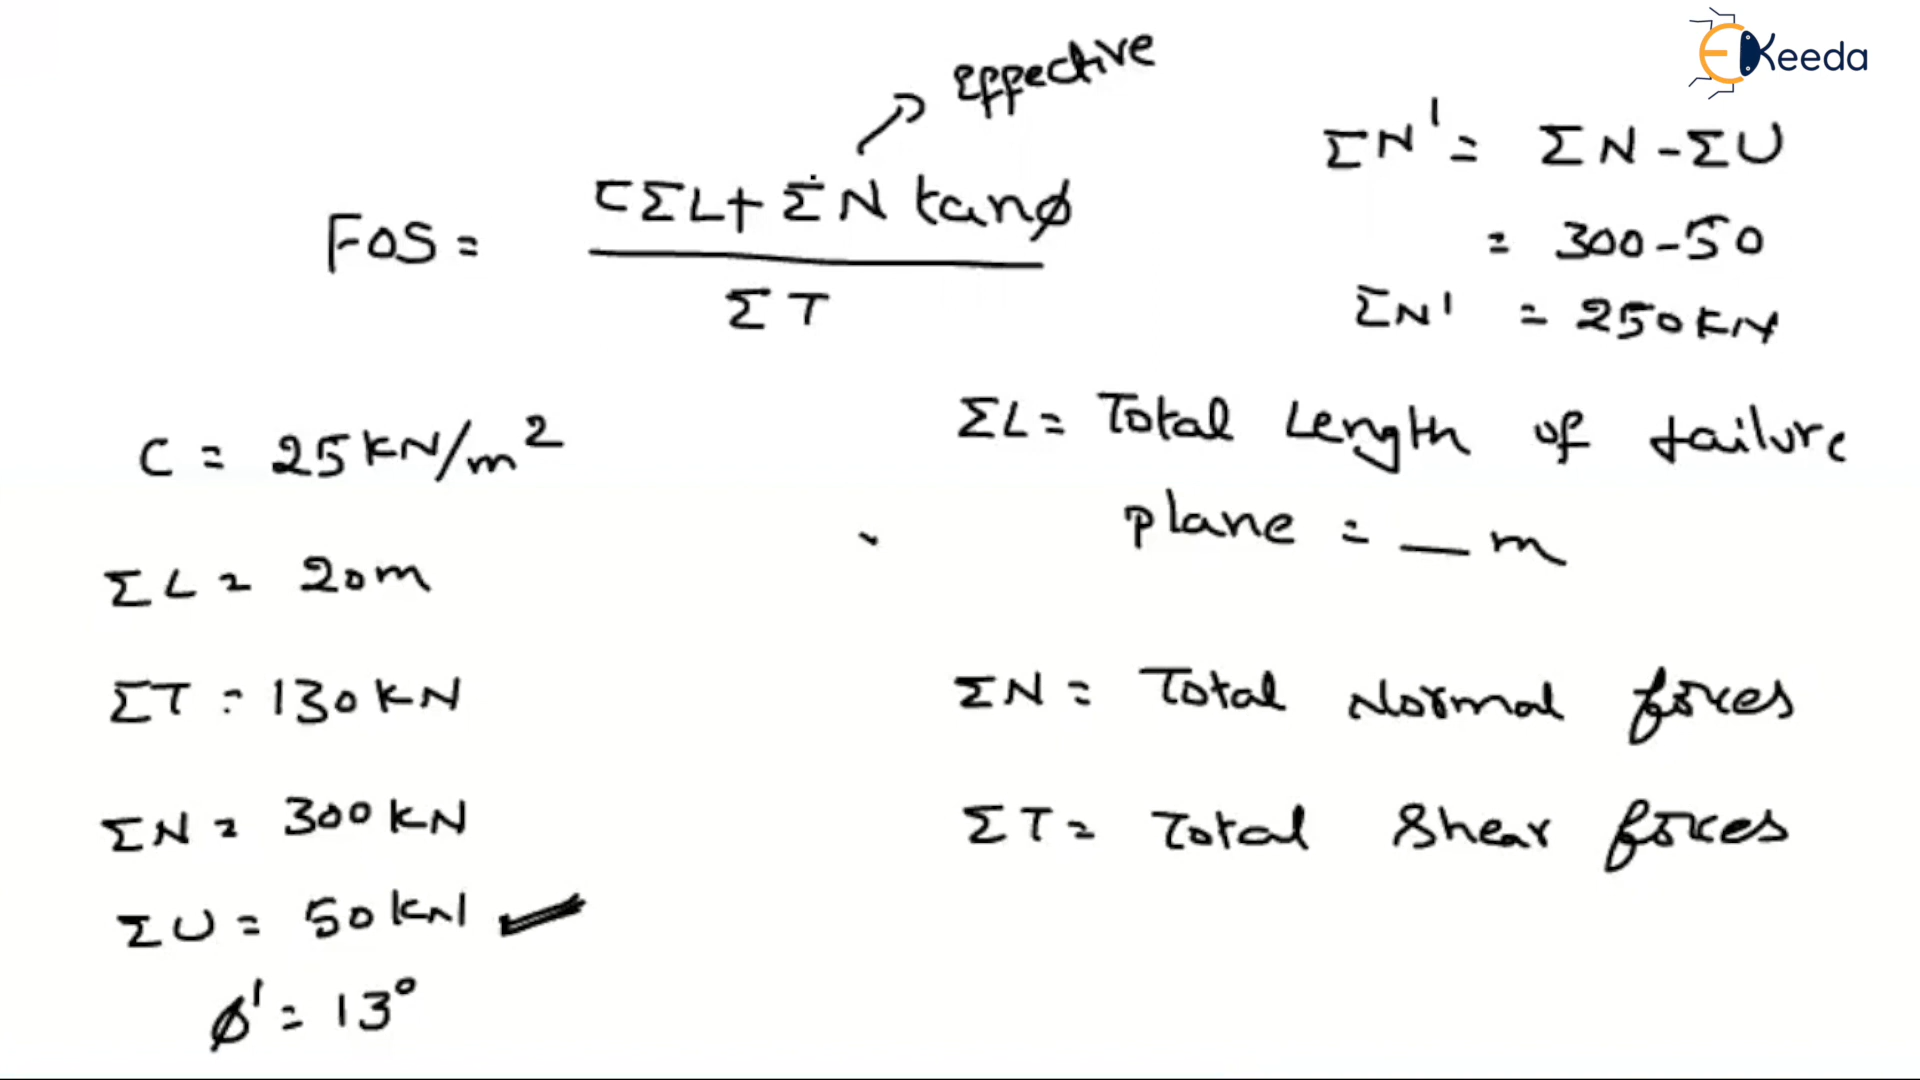 EKeeda
effective
FOS = CΣL + ΣN tanø
ΣT
ΣN' = ΣN - ΣU
= 300 - 50
ΣN' = 250KN
C = 25KN/m²
ΣL = 20m
ΣT = 130KN
ΣN = 300KN
ΣU = 50KN
ø' = 13°
ΣL = Total Length of failure
plane = __ m
ΣN = Total Normal forces
ΣT = Total Shear forces